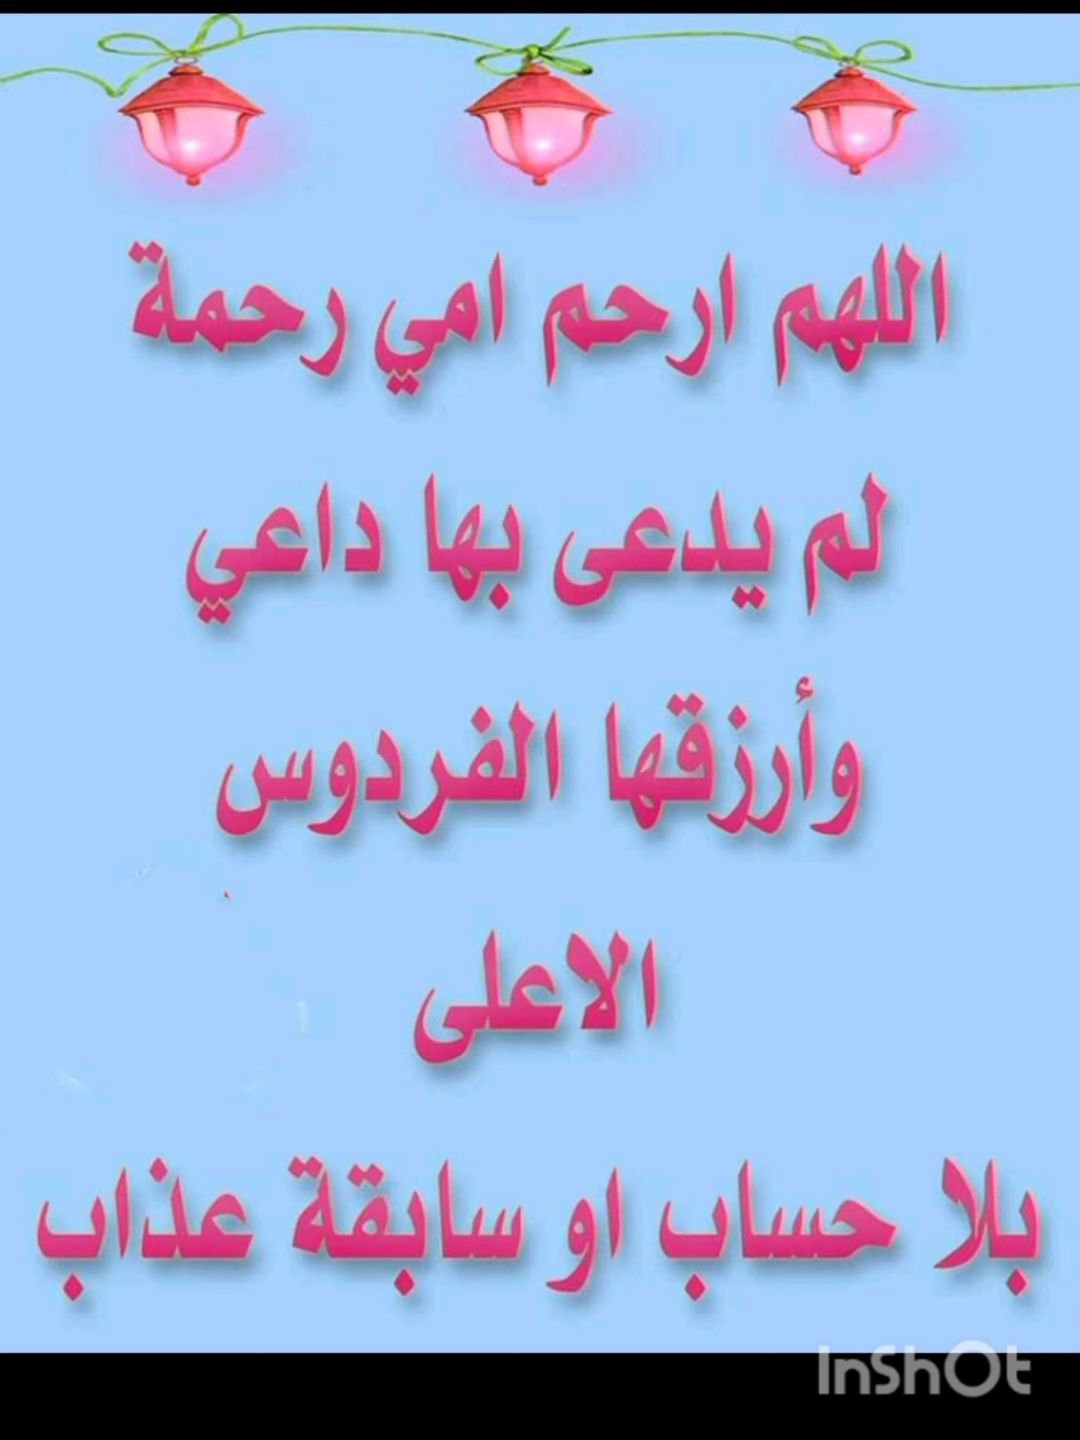 اللهم ارحم امي رحمة
لم يدعى بها داعي
وأرزقها الفردوس
الاعلى
بلا حساب او سابقة عذاب
InShOt